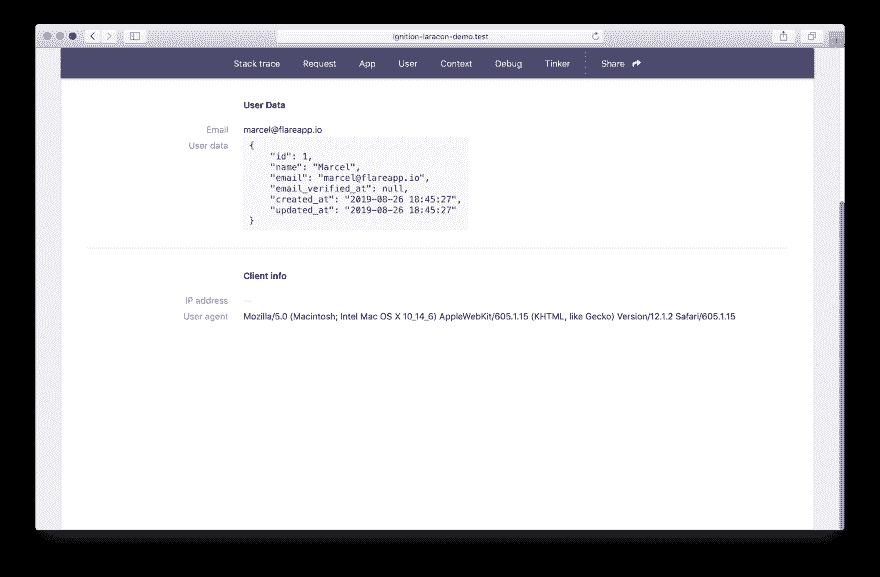 ignition-laracon-demo.test
Stack trace Request App User Context Debug Tinker Share
User Data
Email marcel@flareapp.io
User data {
"id": 1,
"name": "Marcel",
"email": "marcel@flareapp.io",
"email_verified_at": null,
"created_at": "2019-08-26 18:45:27",
"updated_at": "2019-08-26 18:45:27"
}
Client info
IP address —
User agent Mozilla/5.0 (Macintosh; Intel Mac OS X 10_14_6) AppleWebKit/605.1.15 (KHTML, like Gecko) Version/12.1.2 Safari/605.1.15